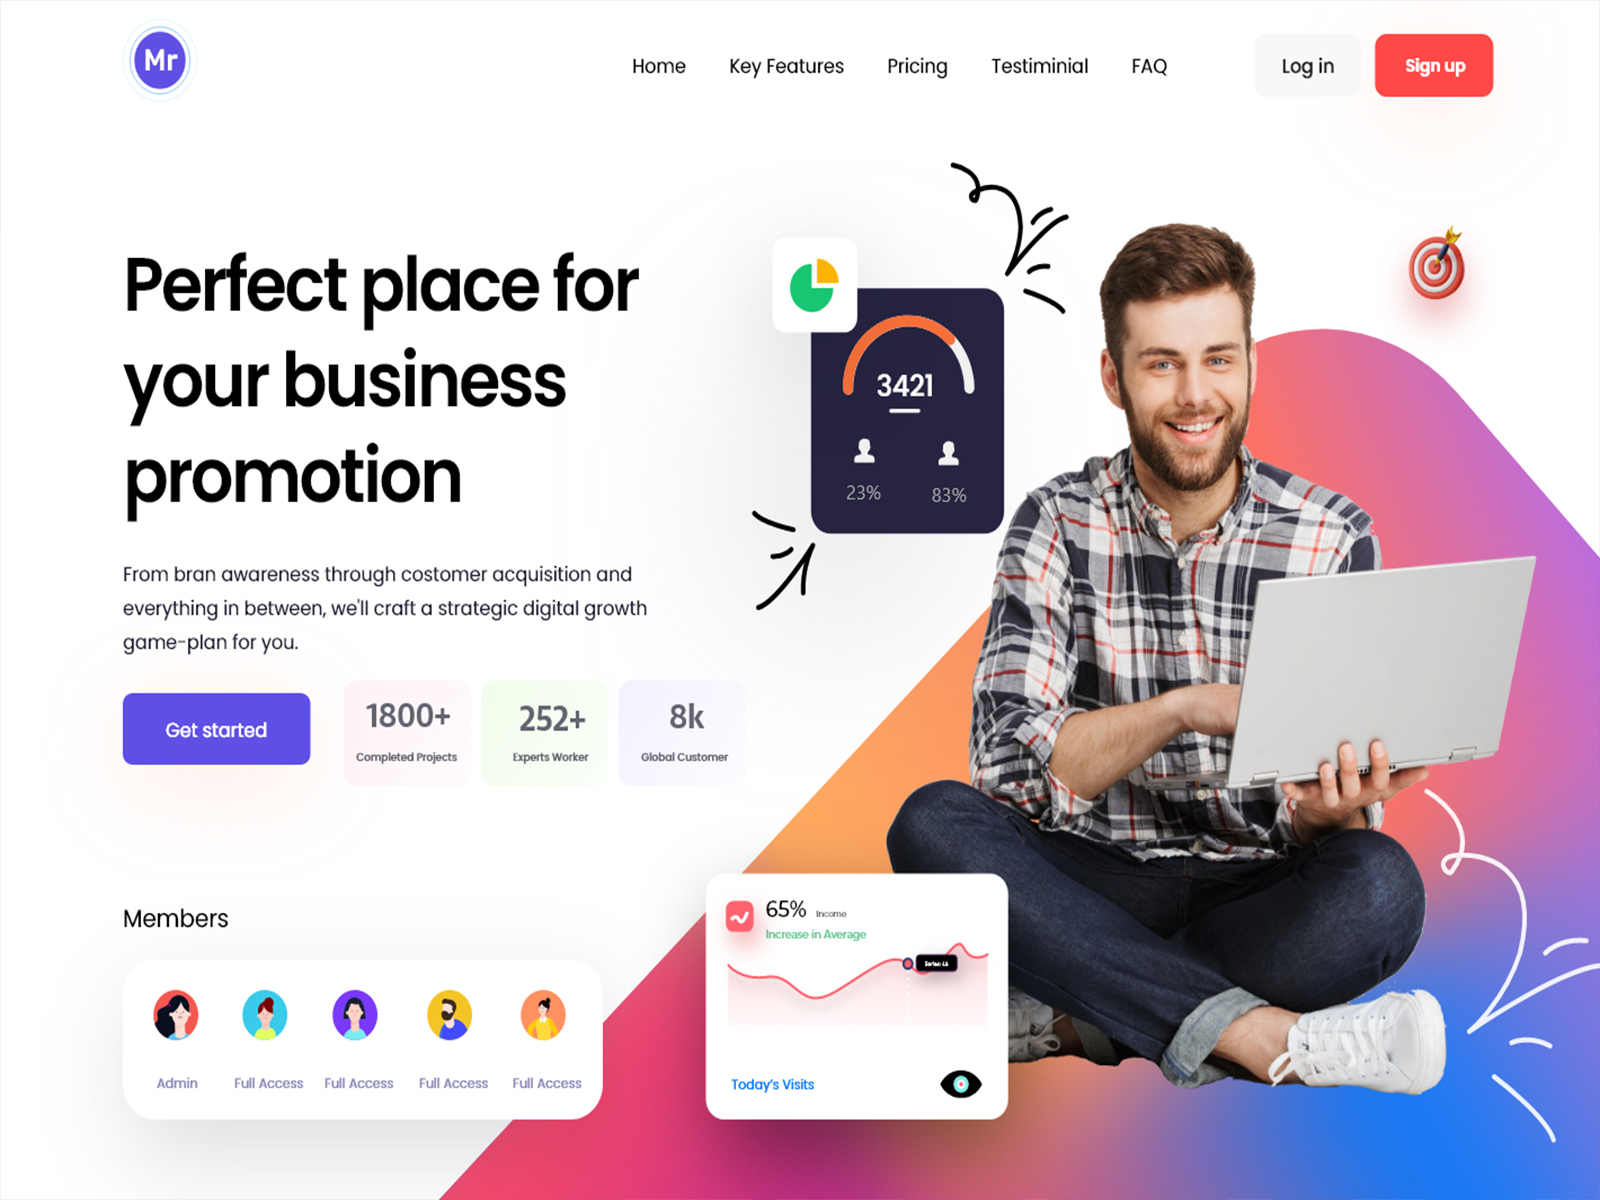 Mr
Home Key Features Pricing Testiminial FAQ Log in Sign up
Perfect place for
your business
promotion
From bran awareness through costomer acquisition and
everything in between, we'll craft a strategic digital growth
game-plan for you.
Get started
1800+
Completed Projects
252+
Experts Worker
8k
Global Customer
3421
23% 83%
Members
Admin Full Access Full Access Full Access Full Access
65% Income
Increase in Average
Today's Visits